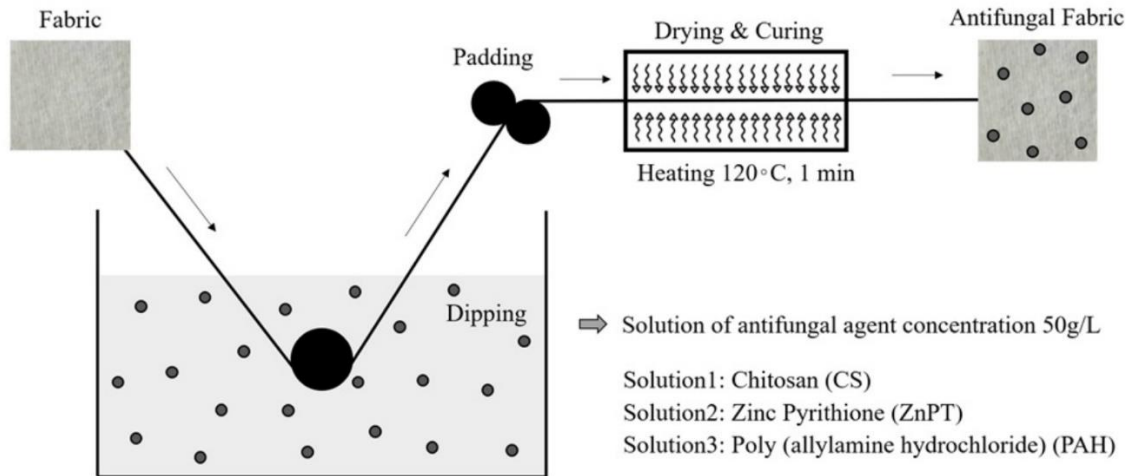 Fabric
Padding
Drying & Curing
Heating 120◦C, 1 min
Antifungal Fabric
Dipping
Solution of antifungal agent concentration 50g/L
Solution1: Chitosan (CS)
Solution2: Zinc Pyrithione (ZnPT)
Solution3: Poly (allylamine hydrochloride) (PAH)